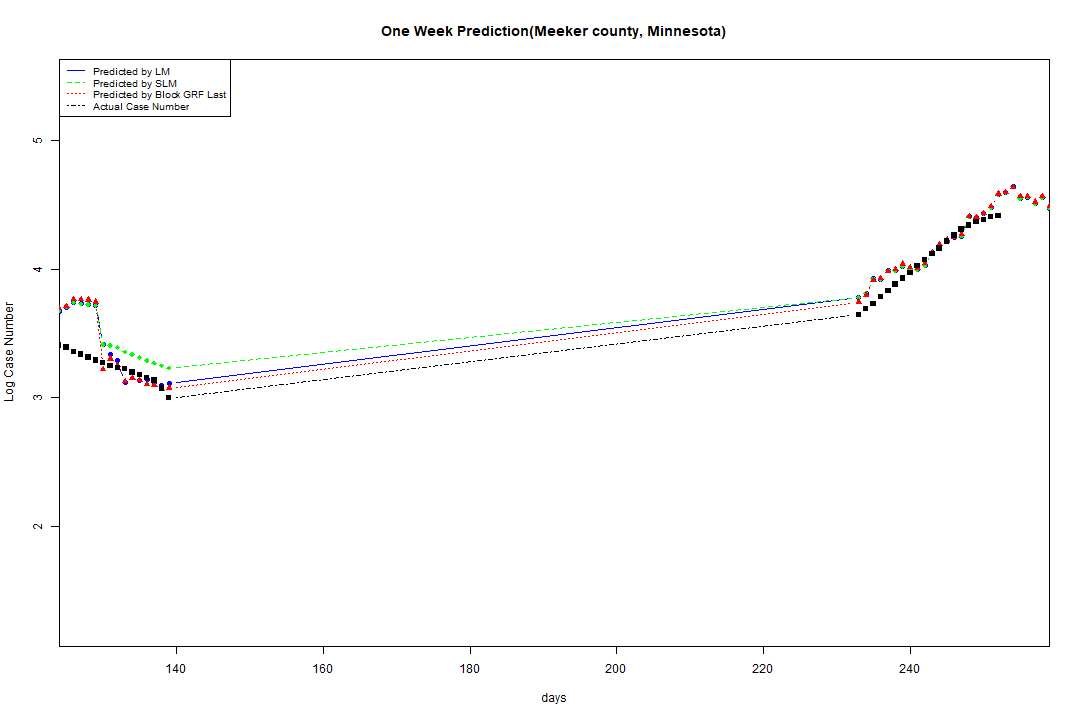 One Week Prediction(Meeker county, Minnesota)
Predicted by LM
Predicted by SLM
Predicted by Block GRF Last
Actual Case Number
Log Case Number
5
4
3
2
140 160 180 200 220 240
days